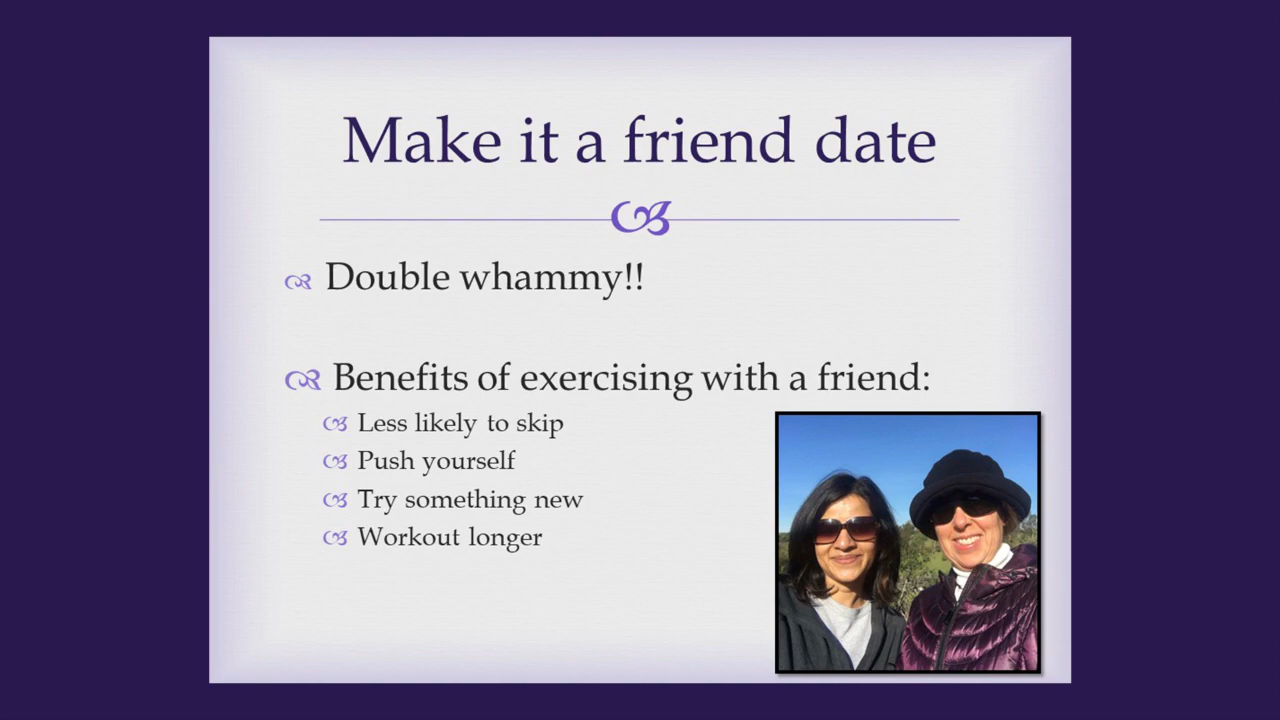 Make it a friend date
Double whammy!!
Benefits of exercising with a friend:
Less likely to skip
Push yourself
Try something new
Workout longer